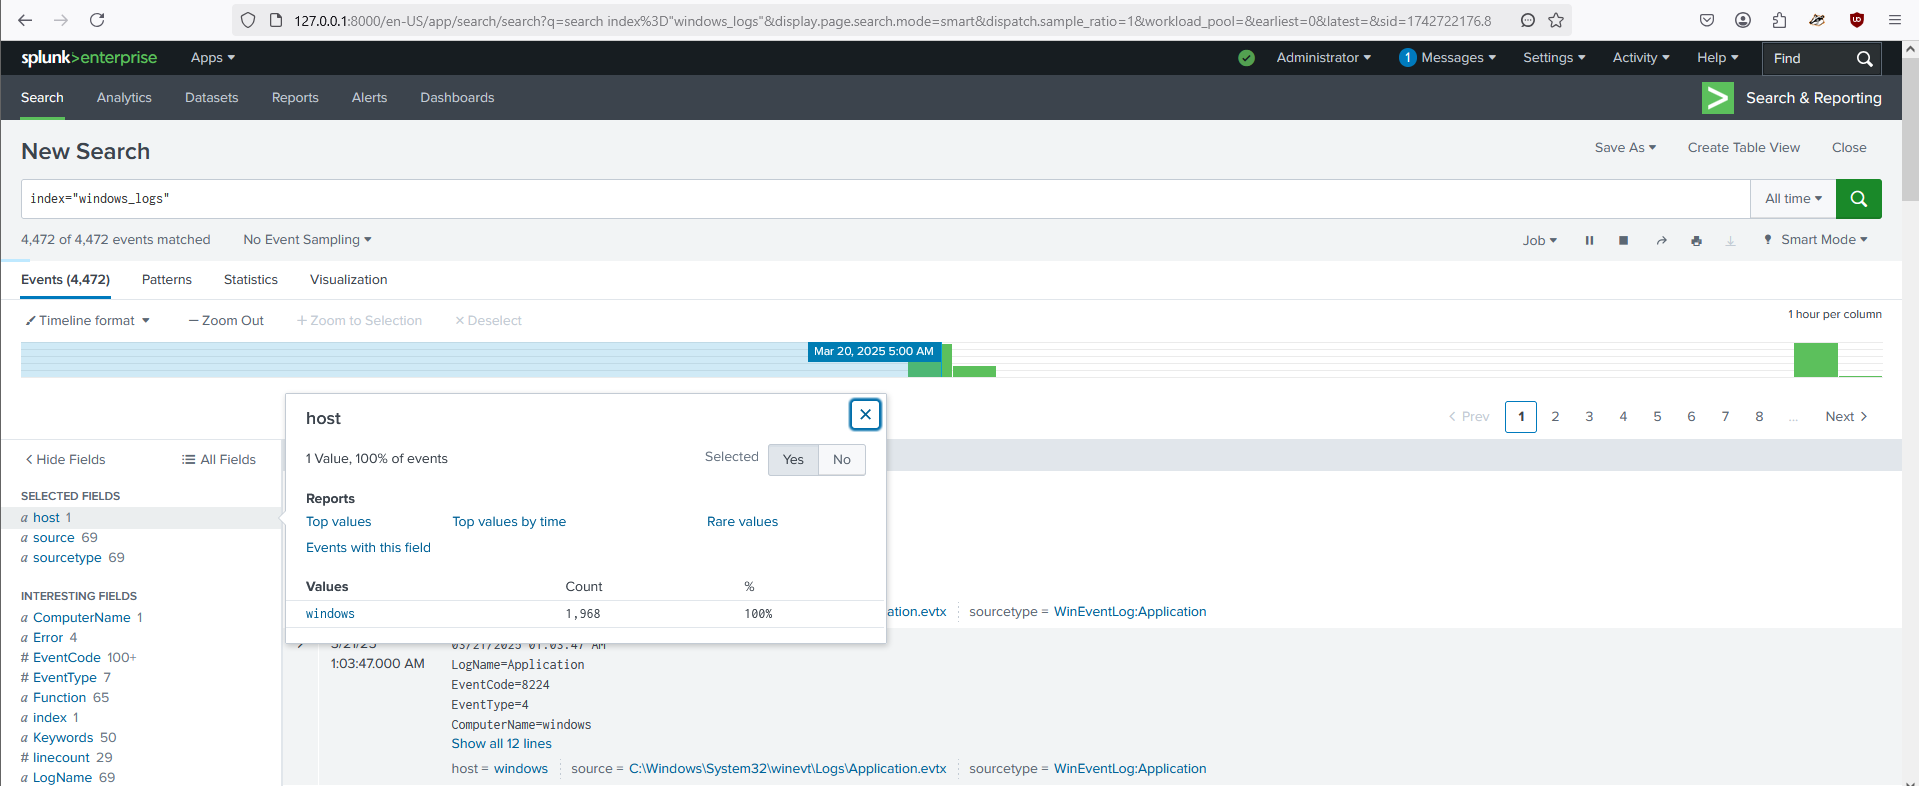 127.0.0.1:8000/en-US/app/search/search?q=search index%3D"windows_logs"&display.page.search.mode=smart&dispatch.sample_ratio=1&workload_pool=&earliest=0&latest=&sid=1742722176.8
splunk>enterprise Apps Administrator 1 Messages Settings Activity Help Find
Search Analytics Datasets Reports Alerts Dashboards Search & Reporting
New Search Save As Create Table View Close
index="windows_logs" All time
4,472 of 4,472 events matched No Event Sampling Job Smart Mode
Events (4,472) Patterns Statistics Visualization
Timeline format — Zoom Out + Zoom to Selection × Deselect 1 hour per column
Mar 20, 2025 5:00 AM
< Prev 1 2 3 4 5 6 7 8 ... Next >
< Hide Fields All Fields
SELECTED FIELDS
a host 1
a source 69
a sourcetype 69
INTERESTING FIELDS
a ComputerName 1
a Error 4
# EventCode 100+
# EventType 7
a Function 65
a index 1
a Keywords 50
# linecount 29
a LogName 69
host
1 Value, 100% of events Selected Yes No
Reports
Top values Top values by time Rare values
Events with this field
Values Count %
windows 1,968 100%
ation.evtx sourcetype = WinEventLog:Application
3/21/25 03/21/2025 01:03:47 AM
1:03:47.000 AM LogName=Application
EventCode=8224
EventType=4
ComputerName=windows
Show all 12 lines
host = windows source = C:\Windows\System32\winevt\Logs\Application.evtx sourcetype = WinEventLog:Application